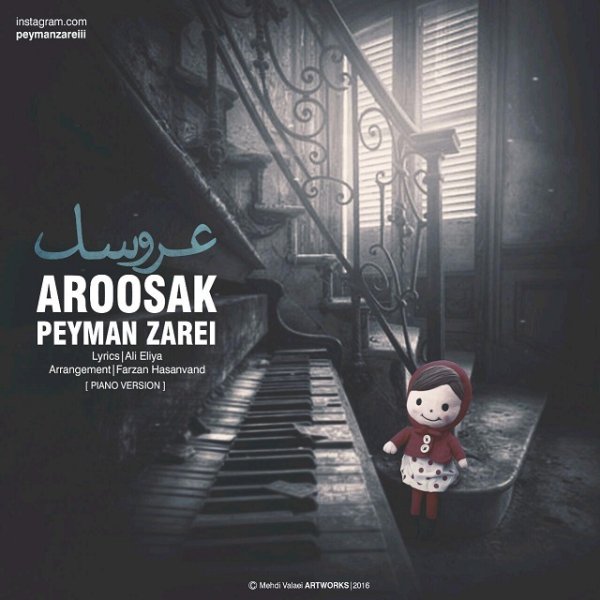 instagram.com
peymanzareiii
عروسک
AROOSAK
PEYMAN ZAREI
Lyrics|Ali Eliya
Arrangement|Farzan Hasanvand
[ PIANO VERSION ]
© Mehdi Valaei ARTWORKS|2016